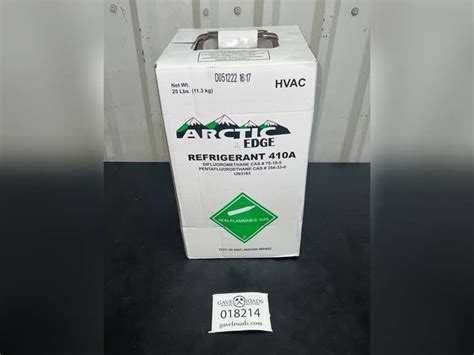 D051222 16:17
Net Wt.
25 Lbs. (11.3 kg)
HVAC
ARCTIC
EDGE
REFRIGERANT 410A
DIFLUOROMETHANE CAS # 75-10-5
PENTAFLUOROETHANE CAS # 354-33-6
UN3163
NON-FLAMMABLE GAS
GAVEL ROADS
018214
gavelroads.com